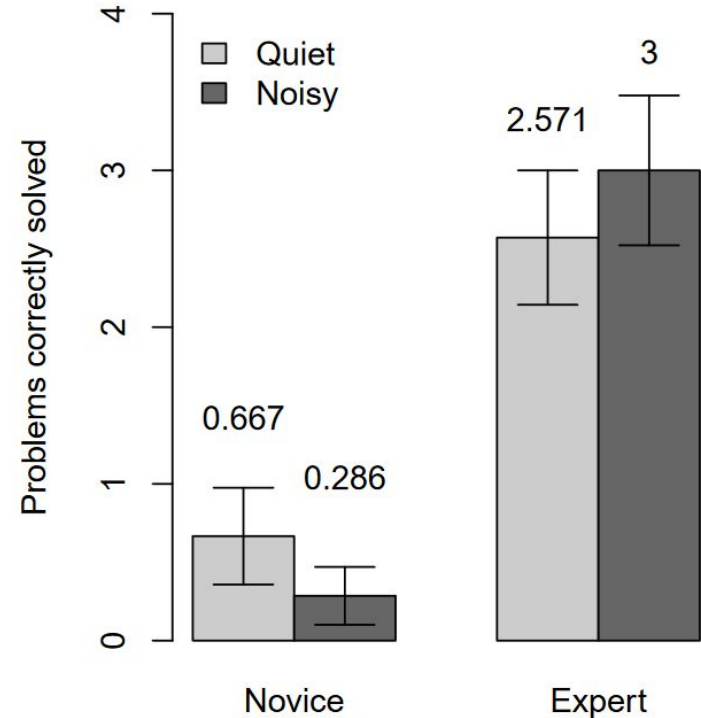 Problems correctly solved
4
3
2
1
0
Quiet
Noisy
0.667
0.286
2.571
3
Novice
Expert